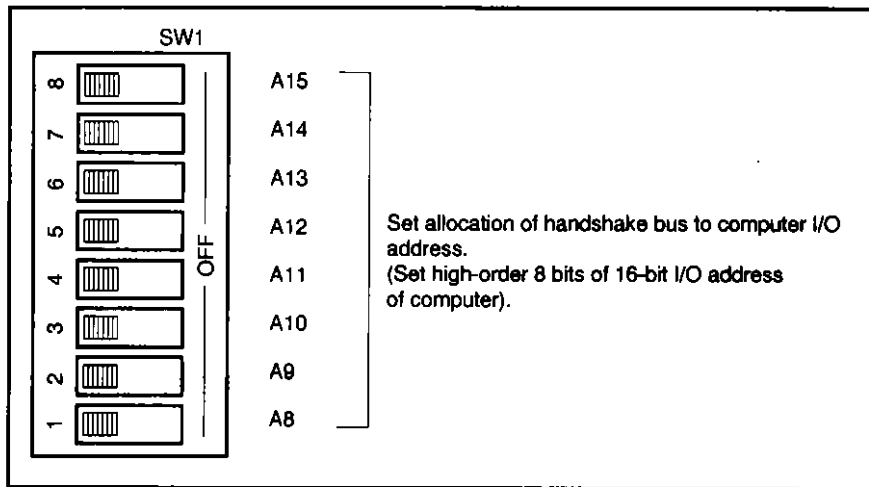 SW1
8 A15
7 A14
6 A13
5 A12
4 A11
3 A10
2 A9
1 A8
OFF
Set allocation of handshake bus to computer I/O
address.
(Set high-order 8 bits of 16-bit I/O address
of computer).